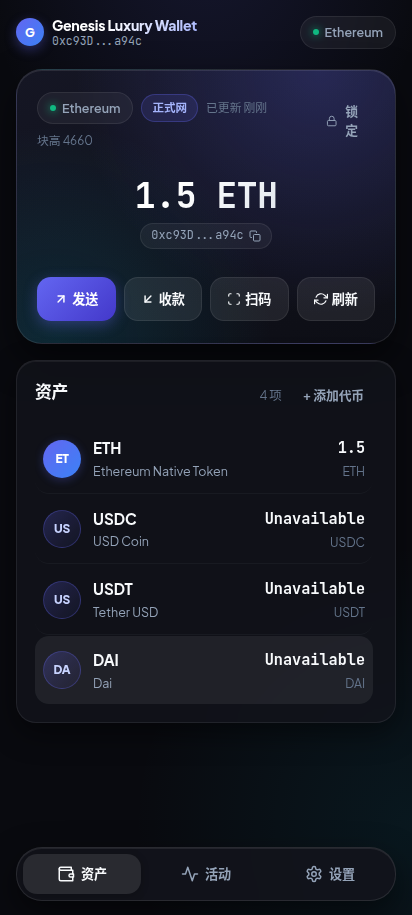 G Genesis Luxury Wallet
0xc93D...a94c
Ethereum
Ethereum 正式网 已更新 刚刚
锁
定
块高 4660
1.5 ETH
0xc93D...a94c
发送 收款 扫码 刷新
资产 4 项 + 添加代币
ET ETH 1.5
Ethereum Native Token ETH
US USDC Unavailable
USD Coin USDC
US USDT Unavailable
Tether USD USDT
DA DAI Unavailable
Dai DAI
资产 活动 设置